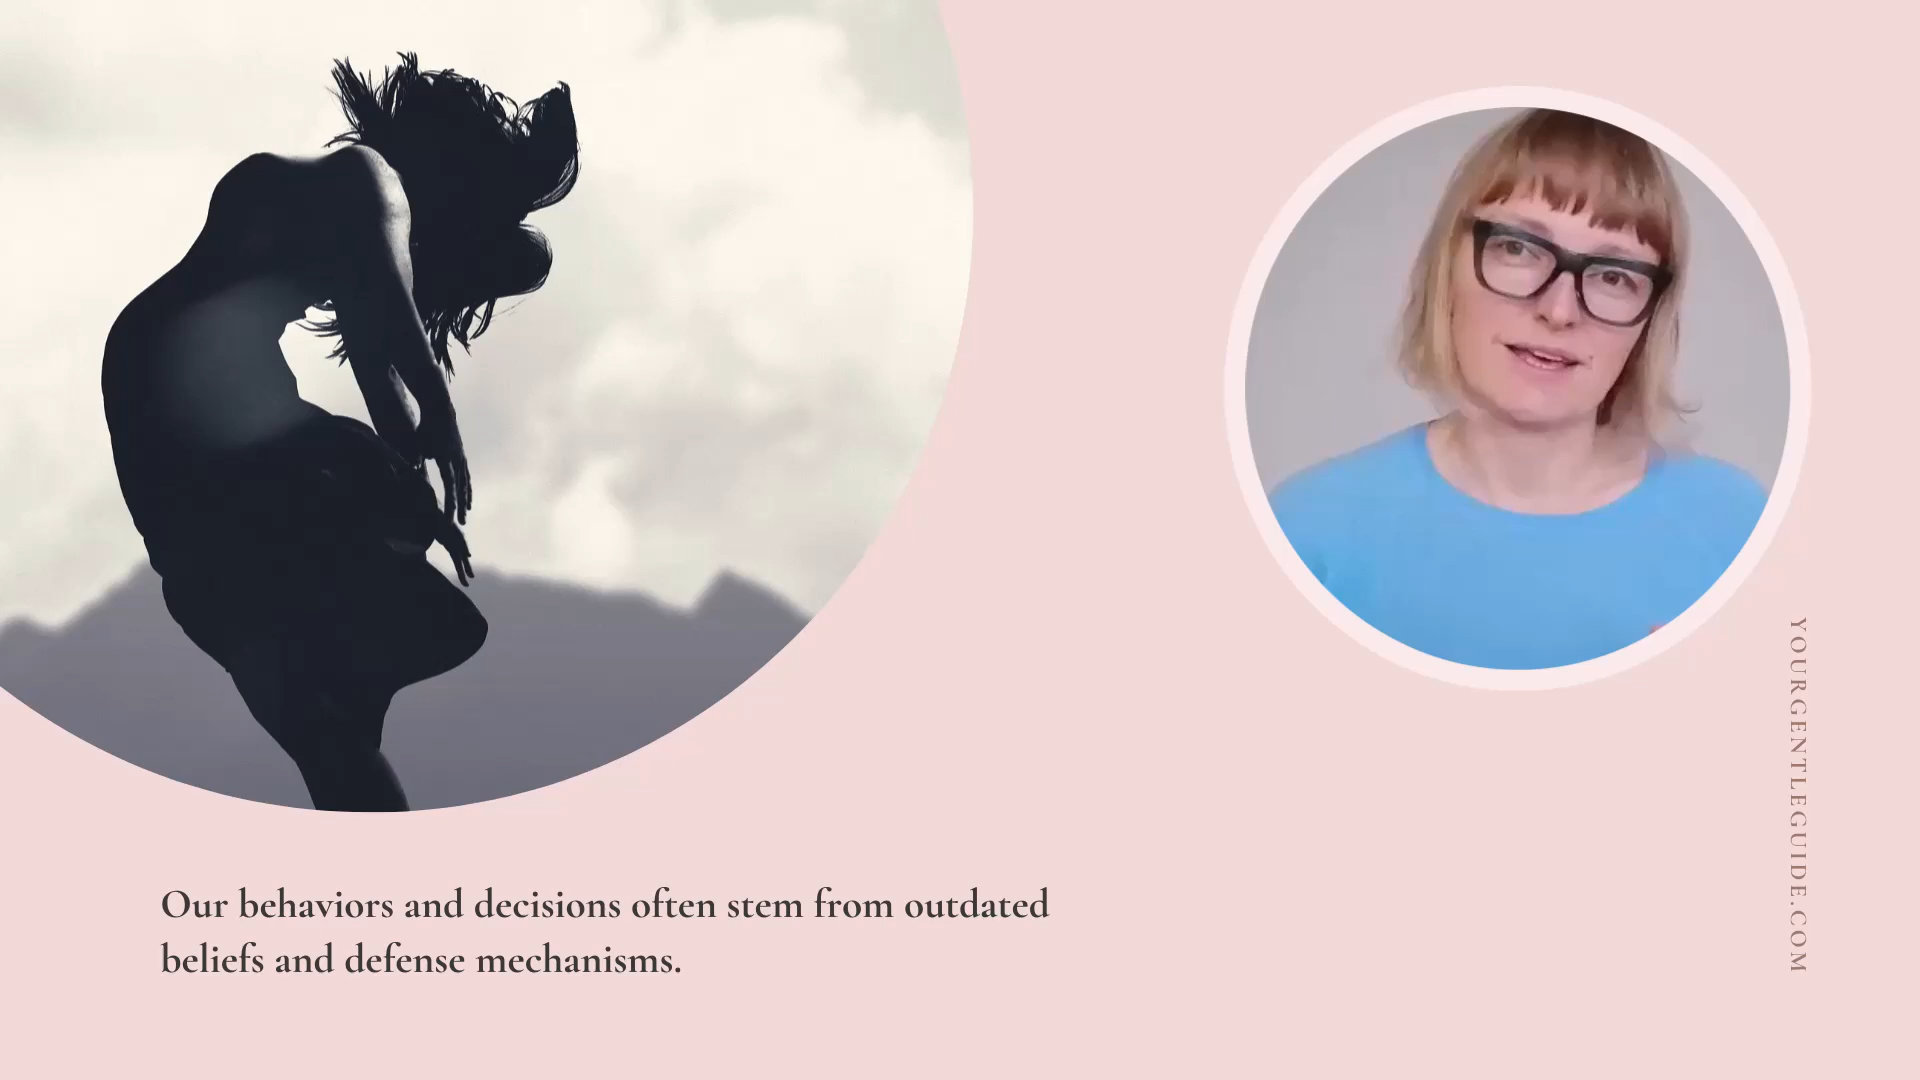 Our behaviors and decisions often stem from outdated
beliefs and defense mechanisms.
YOURGENTLEGUIDE.COM